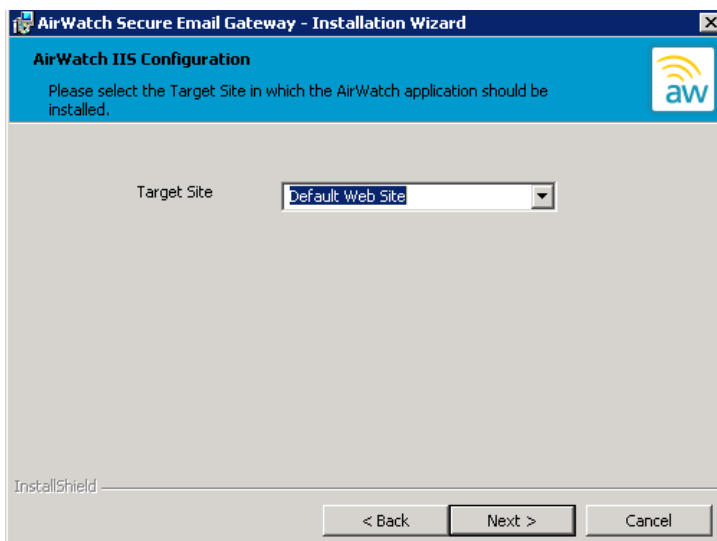 AirWatch Secure Email Gateway - Installation Wizard
AirWatch IIS Configuration
Please select the Target Site in which the AirWatch application should be
installed.
aw
Target Site
Default Web Site
InstallShield
< Back
Next >
Cancel